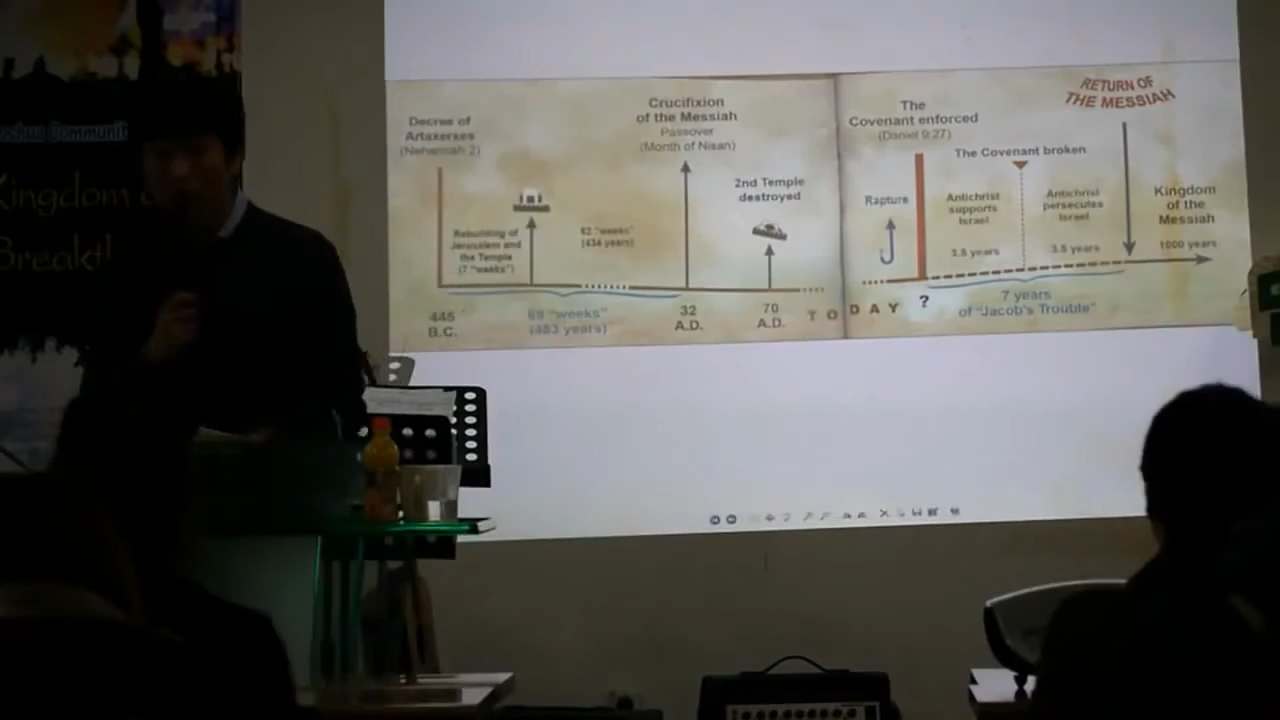 Joshua Communit
Kingdom
Break
Decree of
Artaxerxes
(Nehemiah 2)
Rebuilding of
Jerusalem and
the Temple
(7 "weeks")
62 "weeks"
(434 years)
Crucifixion
of the Messiah
Passover
(Month of Nisan)
2nd Temple
destroyed
445
B.C.
69 "weeks"
(483 years)
32
A.D.
70
A.D.
TODAY
The
Covenant enforced
(Daniel 9:27)
RETURN OF
THE MESSIAH
The Covenant broken
Rapture
Antichrist
supports
Israel
3.5 years
Antichrist
persecutes
Israel
3.5 years
Kingdom
of the
Messiah
1000 years
?
7 years
of "Jacob's Trouble"